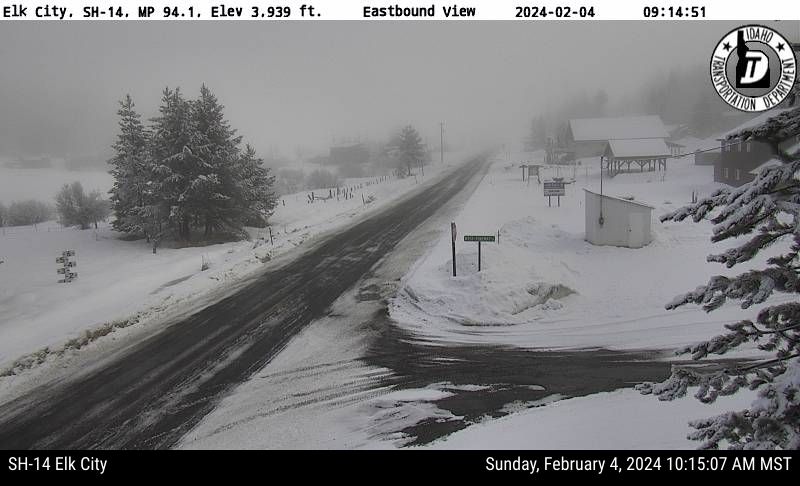 Elk City, SH-14, MP 94.1, Elev 3,939 ft. Eastbound View 2024-02-04 09:14:51
IDAHO
TRANSPORTATION DEPARTMENT
SH-14 Elk City Sunday, February 4, 2024 10:15:07 AM MST